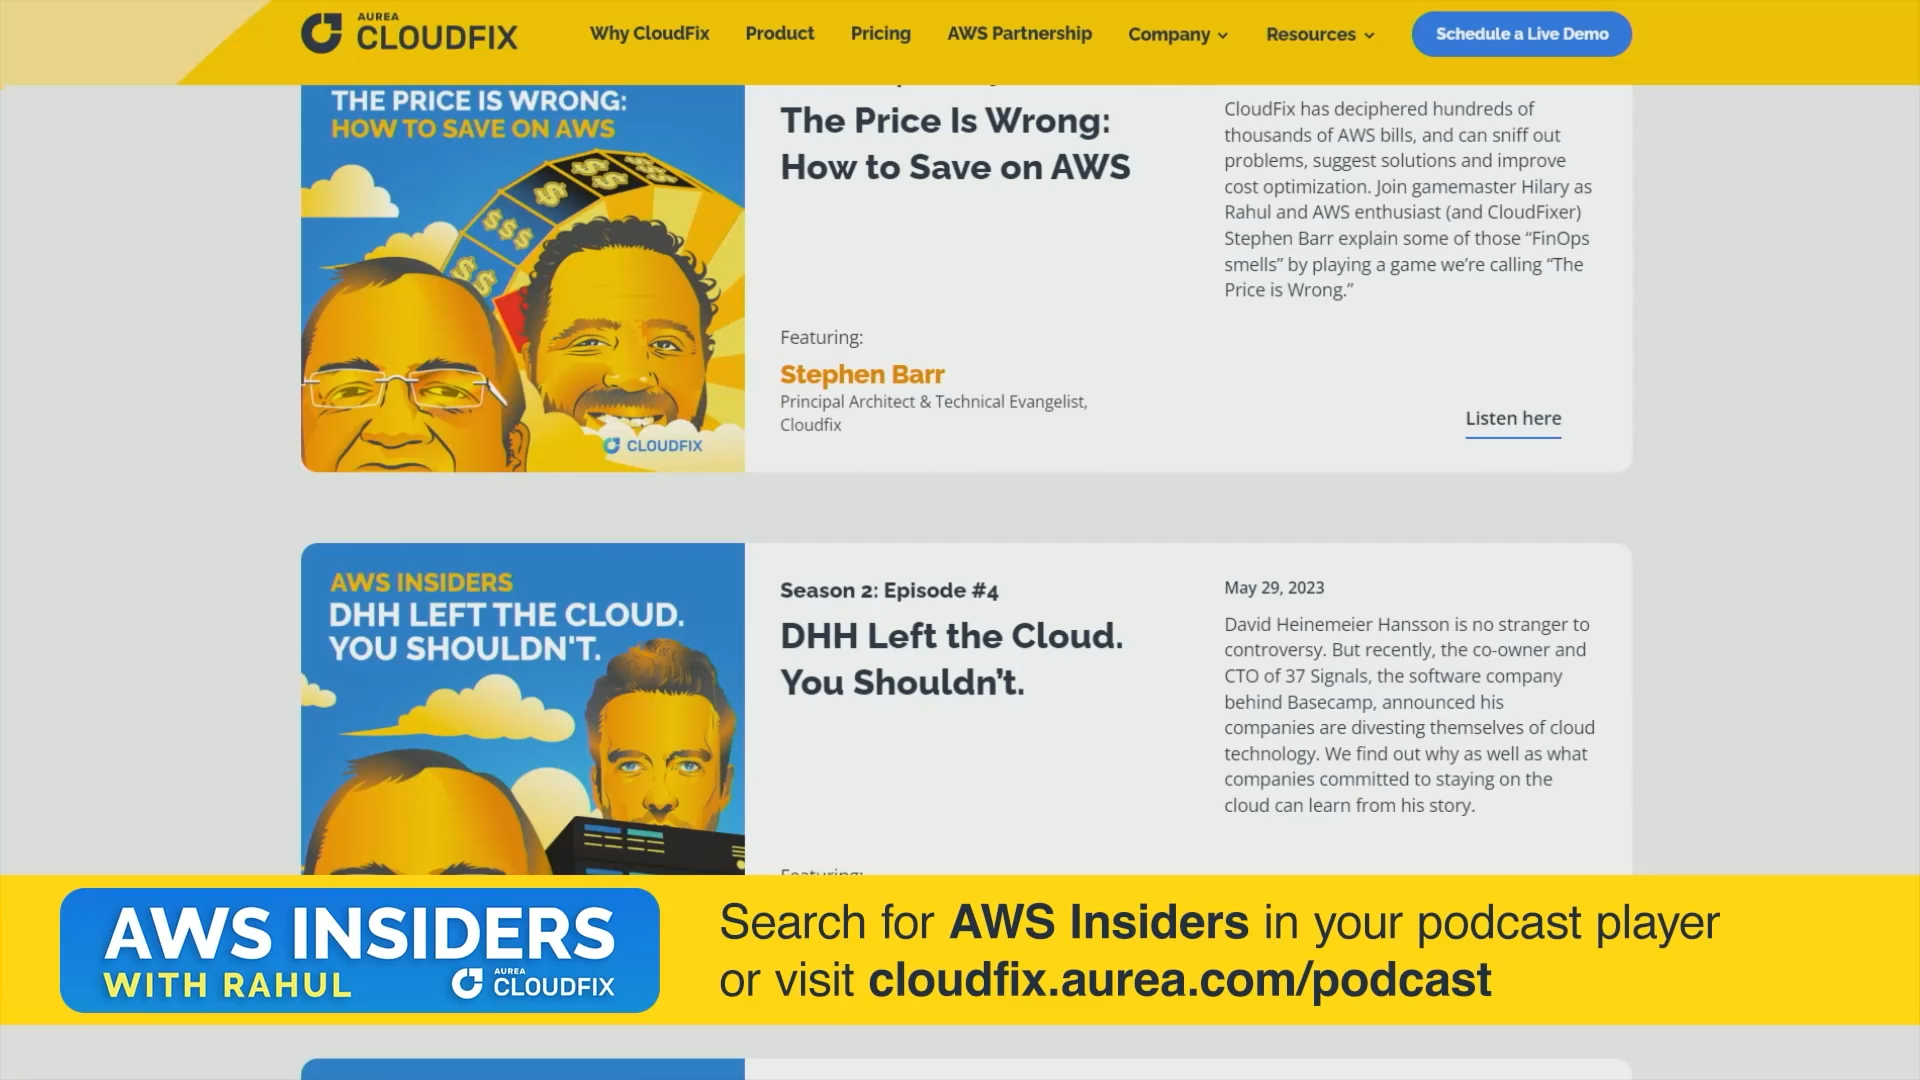 AUREA
CLOUDFIX
Why CloudFix
Product
Pricing
AWS Partnership
Company
Resources
Schedule a Live Demo
THE PRICE IS WRONG:
HOW TO SAVE ON AWS
$$
$$$
$
$$$
$$$$
CLOUDFIX
The Price Is Wrong:
How to Save on AWS
Featuring:
Stephen Barr
Principal Architect & Technical Evangelist,
Cloudfix
CloudFix has deciphered hundreds of
thousands of AWS bills, and can sniff out
problems, suggest solutions and improve
cost optimization. Join gamemaster Hilary as
Rahul and AWS enthusiast (and CloudFixer)
Stephen Barr explain some of those “FinOps
smells” by playing a game we’re calling “The
Price is Wrong.”
Listen here
AWS INSIDERS
DHH LEFT THE CLOUD.
YOU SHOULDN'T.
Season 2: Episode #4
DHH Left the Cloud.
You Shouldn’t.
Featuring:
May 29, 2023
David Heinemeier Hansson is no stranger to
controversy. But recently, the co-owner and
CTO of 37 Signals, the software company
behind Basecamp, announced his
companies are divesting themselves of cloud
technology. We find out why as well as what
companies committed to staying on the
cloud can learn from his story.
AWS INSIDERS
WITH RAHUL
AUREA
CLOUDFIX
Search for AWS Insiders in your podcast player
or visit cloudfix.aurea.com/podcast